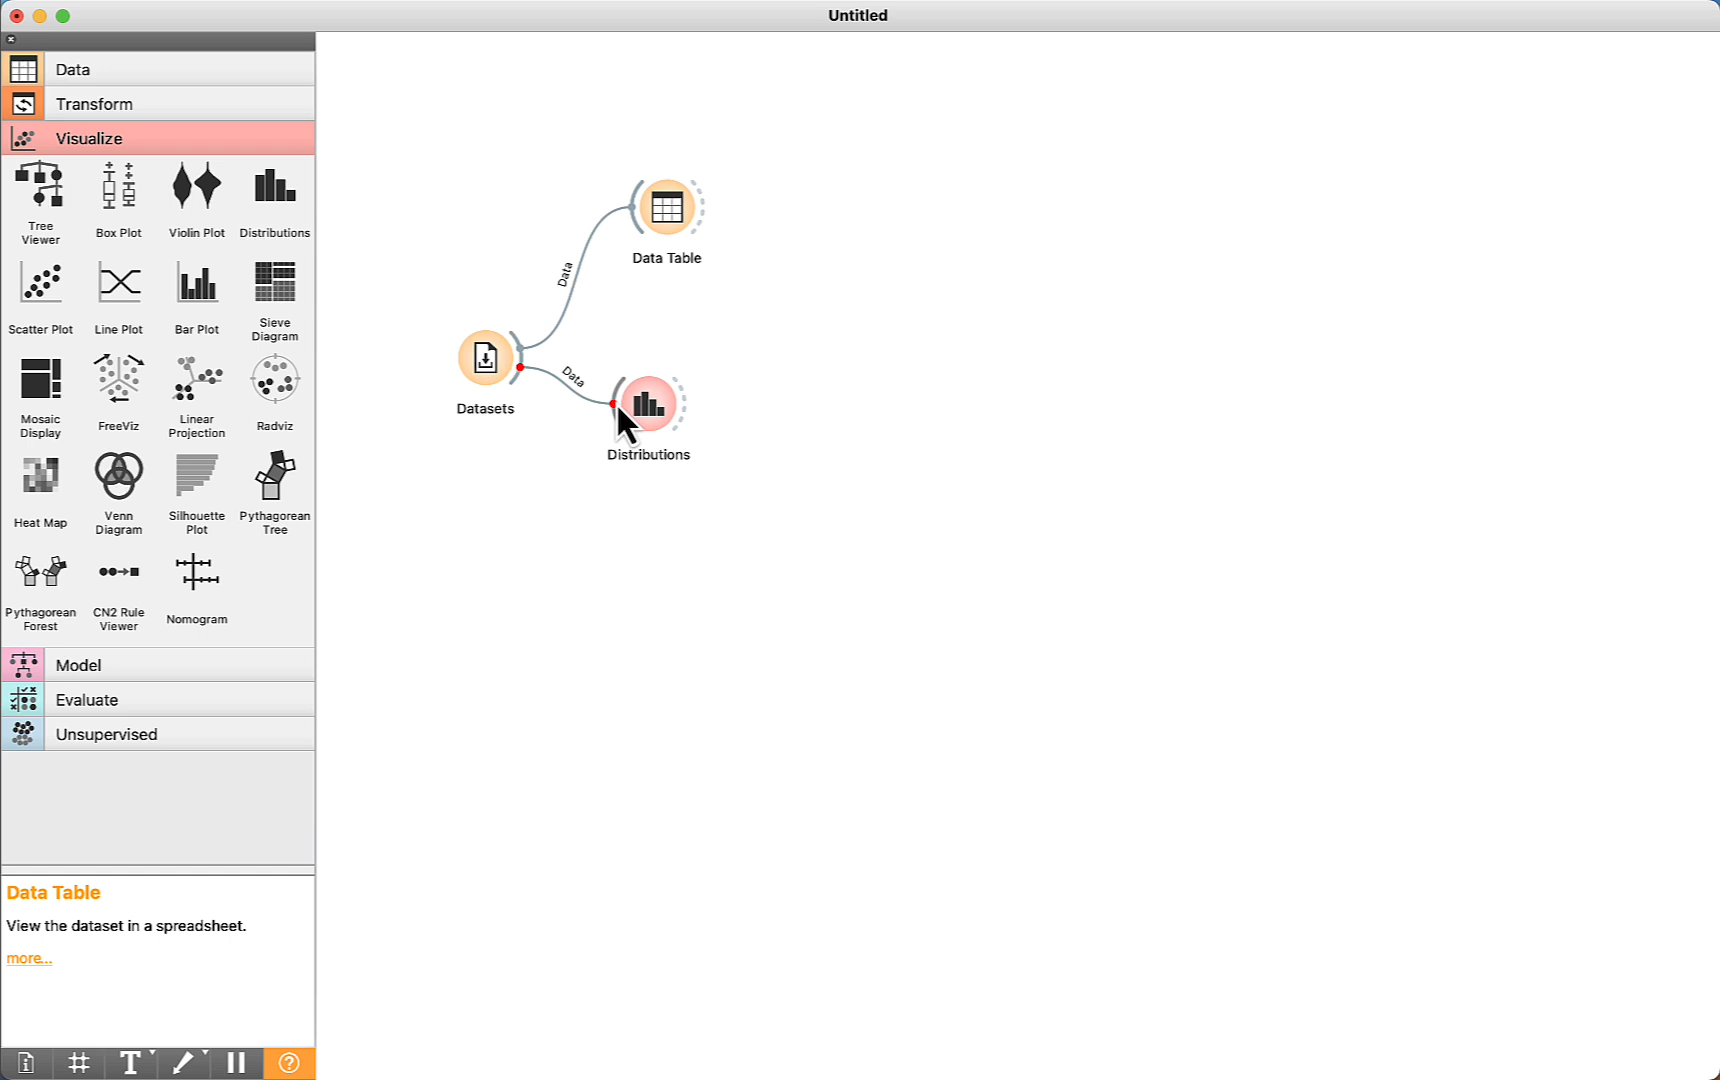 Untitled
Data
Transform
Visualize
Tree
Viewer
Box Plot
Violin Plot
Distributions
Scatter Plot
Line Plot
Bar Plot
Sieve
Diagram
Mosaic
Display
FreeViz
Linear
Projection
Radviz
Heat Map
Venn
Diagram
Silhouette
Plot
Pythagorean
Tree
Pythagorean
Forest
CN2 Rule
Viewer
Nomogram
Model
Evaluate
Unsupervised
Data Table
View the dataset in a spreadsheet.
more...
Data Table
Data
Datasets
Data
Distributions